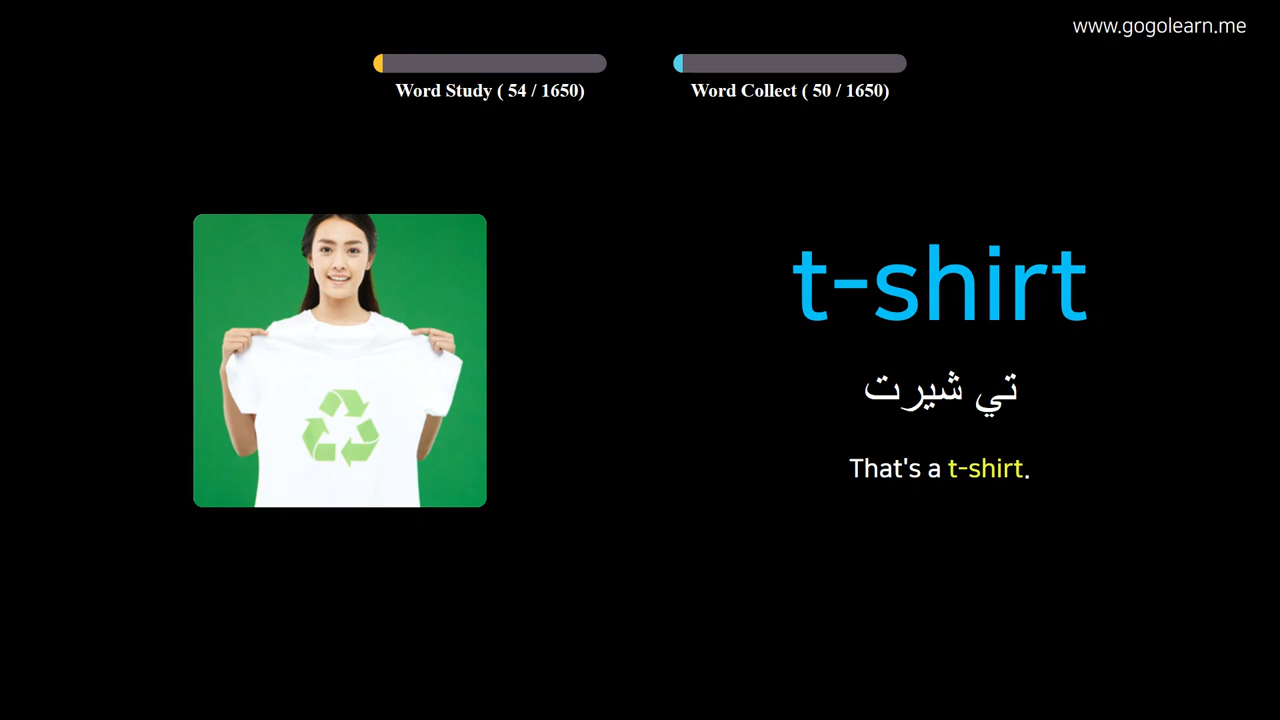 www.gogolearn.me
Word Study ( 54 / 1650)
Word Collect ( 50 / 1650)
t-shirt
تي شيرت
That's a t-shirt.